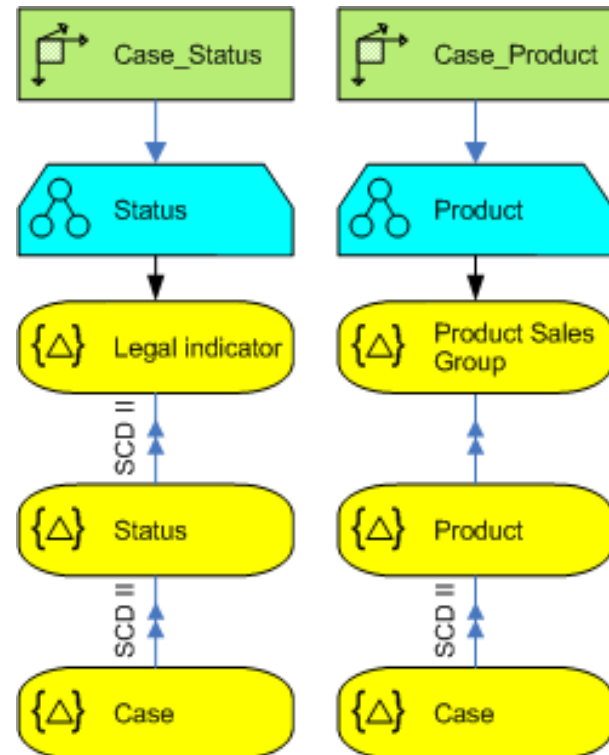 Case_Status
Case_Product
Status
Product
Legal indicator
Product Sales
Group
SCD II
Status
Product
SCD II
SCD II
Case
Case